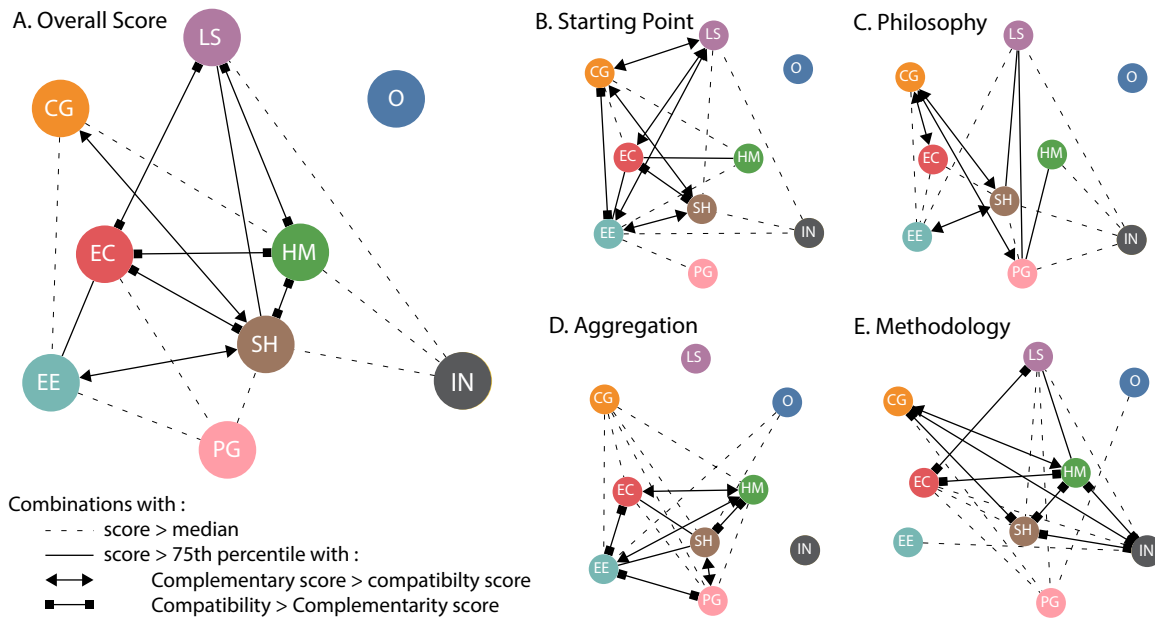 A. Overall Score
LS
CG
O
EC
HM
SH
EE
IN
PG
Combinations with :
score > median
score > 75th percentile with :
Complementary score > compatibilty score
Compatibility > Complementarity score
B. Starting Point
LS
CG
O
EC
HM
SH
EE
IN
PG
C. Philosophy
LS
CG
O
EC
HM
SH
EE
IN
PG
D. Aggregation
LS
CG
O
EC
HM
SH
IN
EE
PG
E. Methodology
LS
O
CG
HM
EC
SH
EE
IN
PG